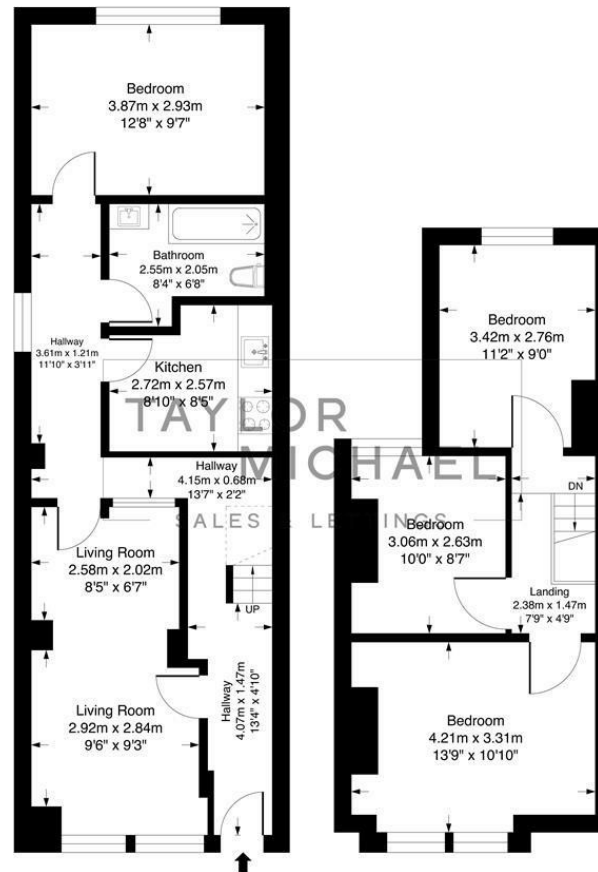 Bedroom
3.87m x 2.93m
12'8" x 9'7"
Bathroom
2.55m x 2.05m
8'4" x 6'8"
Hallway
3.61m x 1.21m
11'10" x 3'11"
Kitchen
2.72m x 2.57m
8'10" x 8'5"
Hallway
4.15m x 0.68m
13'7" x 2'2"
Living Room
2.58m x 2.02m
8'5" x 6'7"
UP
Living Room
2.92m x 2.84m
9'6" x 9'3"
Hallway
4.07m x 1.47m
13'4" x 4'10"
Bedroom
3.42m x 2.76m
11'2" x 9'0"
DN
Bedroom
3.06m x 2.63m
10'0" x 8'7"
Landing
2.38m x 1.47m
7'9" x 4'9"
Bedroom
4.21m x 3.31m
13'9" x 10'10"
TAYLOR
MICHAEL
SALES & LETTINGS